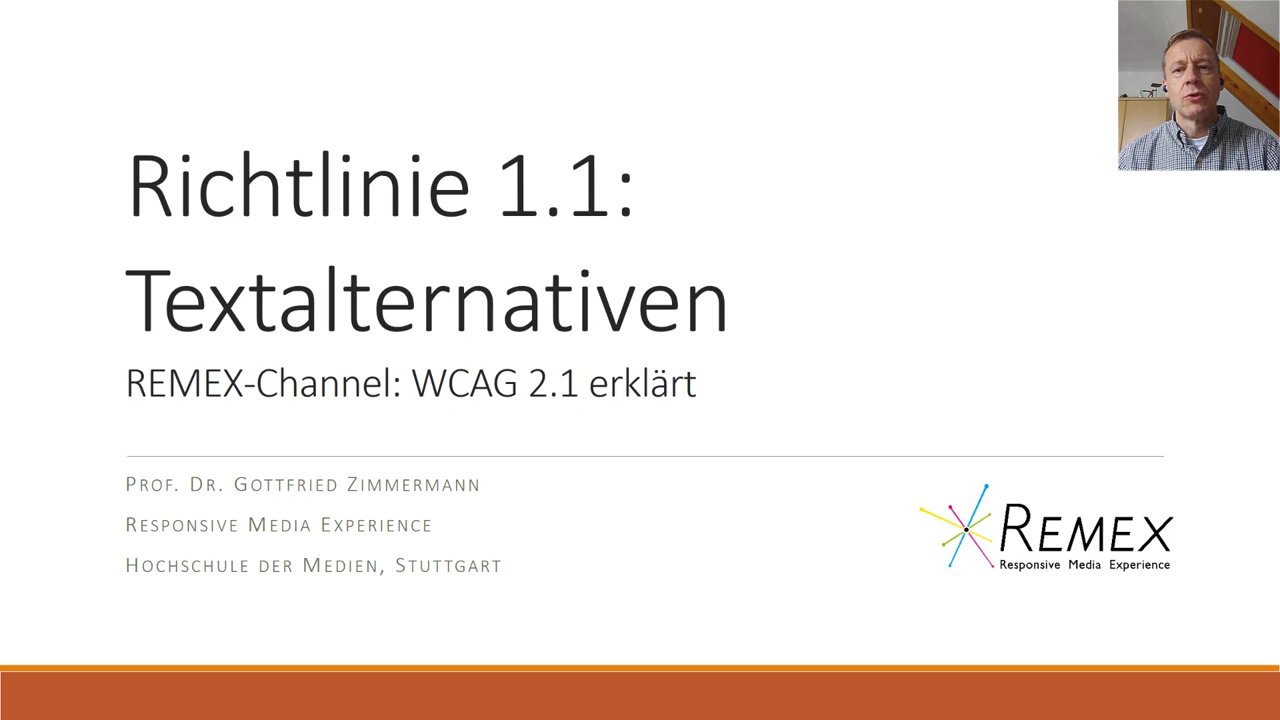 Richtlinie 1.1:
Textalternativen
REMEX-Channel: WCAG 2.1 erklärt
Prof. Dr. Gottfried Zimmermann
Responsive Media Experience
Hochschule der Medien, Stuttgart
Remex
Responsive Media Experience